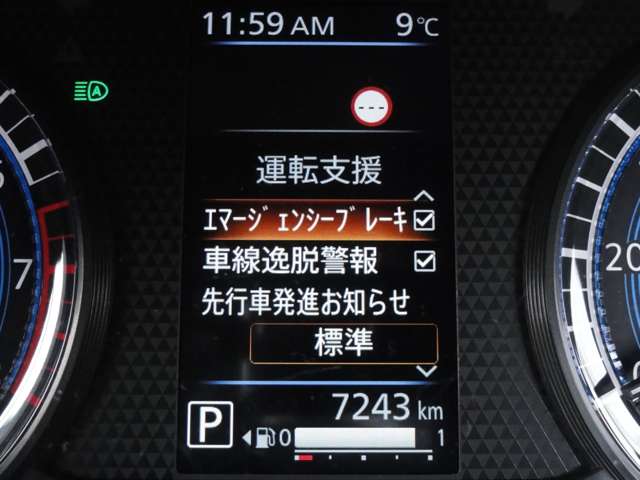 11:59 AM 9℃
A
---
運転支援
ｴﾏｰｼﾞｪﾝｼｰﾌﾞﾚｰｷ
車線逸脱警報
先行車発進お知らせ
標準
7 20
P 7243 km
0 1